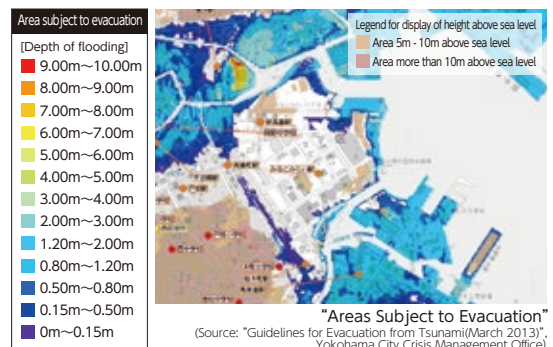 Area subject to evacuation
[Depth of flooding]
9.00m～10.00m
8.00m～9.00m
7.00m～8.00m
6.00m～7.00m
5.00m～6.00m
4.00m～5.00m
3.00m～4.00m
2.00m～3.00m
1.20m～2.00m
0.80m～1.20m
0.50m～0.80m
0.15m～0.50m
0m～0.15m
Legend for display of height above sea level
Area 5m - 10m above sea level
Area more than 10m above sea level
"Areas Subject to Evacuation"
(Source: "Guidelines for Evacuation from Tsunami(March 2013)",
Yokohama City Crisis Management Office)